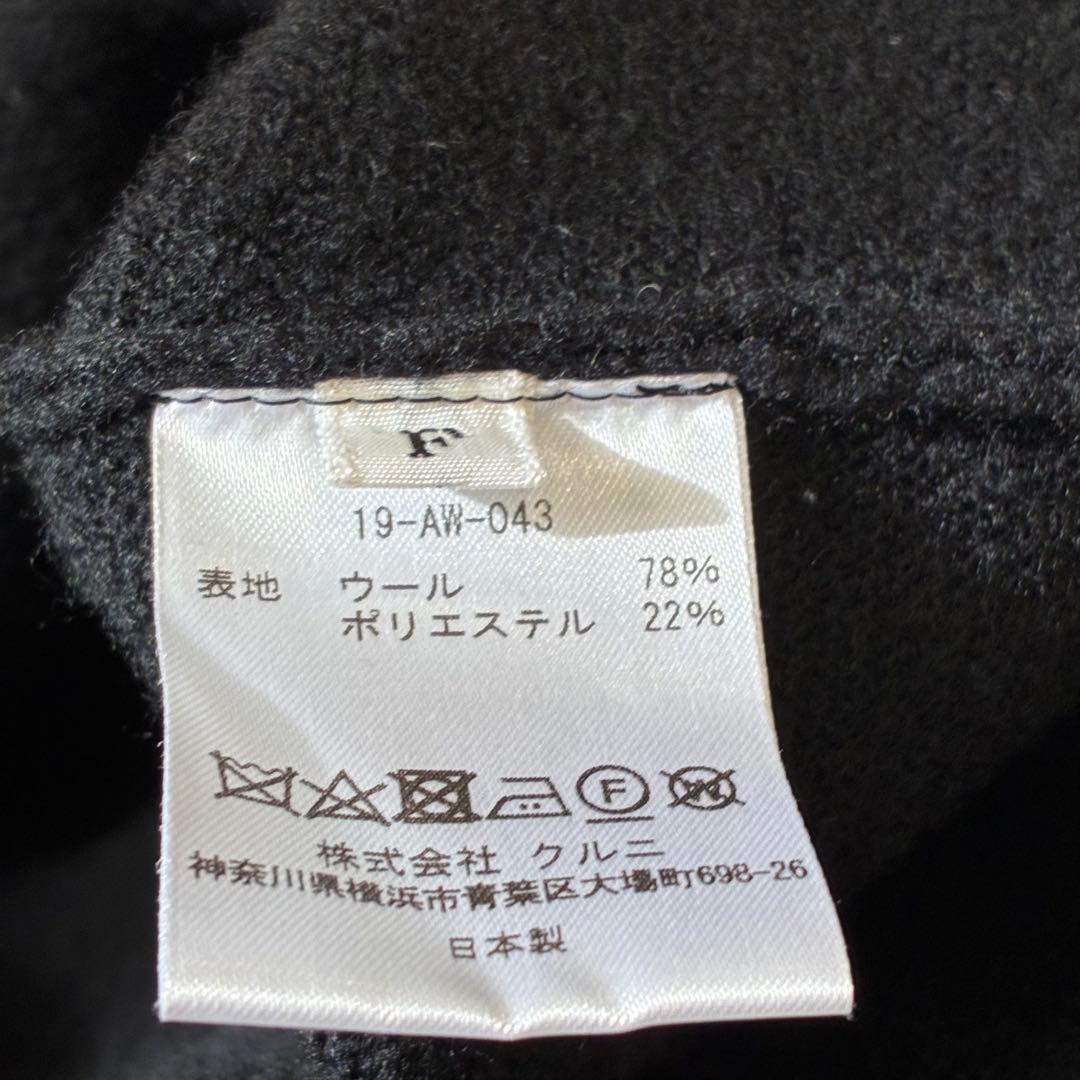 F
19-AW-043
表地 ウール 78%
ポリエステル 22%
F W
株式会社 クルニ
神奈川県横浜市青葉区大場町698-26
日本製